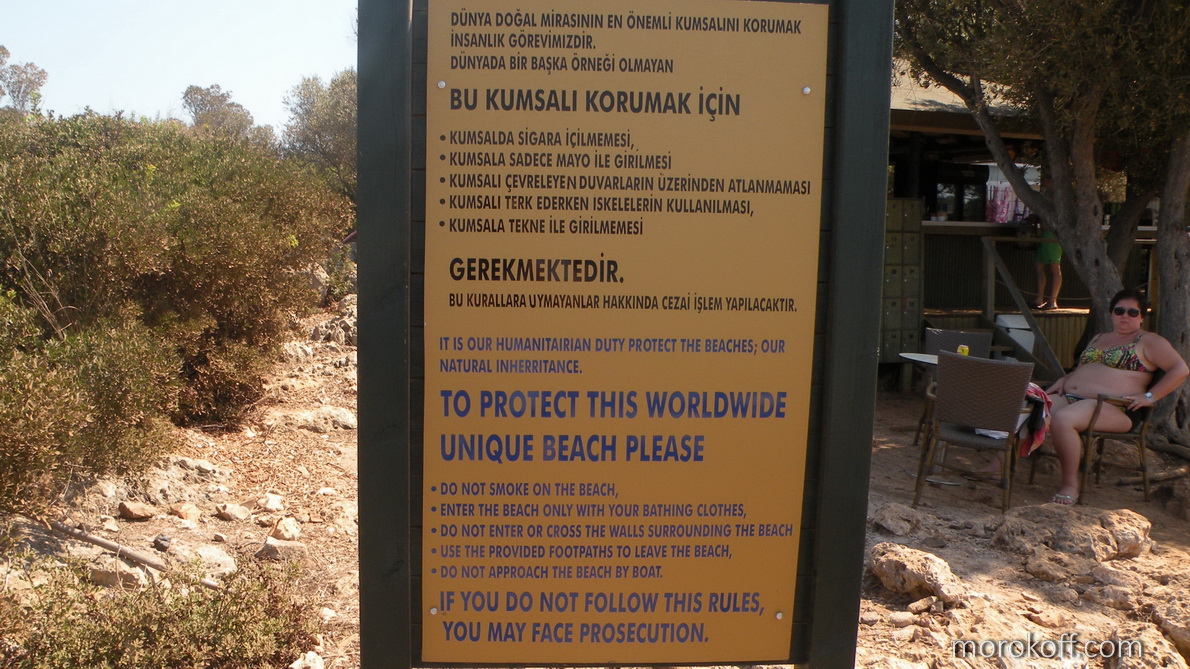 DÜNYA DOĞAL MİRASININ EN ÖNEMLİ KUMSALINI KORUMAK
İNSANLIK GÖREVİMİZDİR.
DÜNYADA BİR BAŞKA ÖRNEĞİ OLMAYAN
BU KUMSALI KORUMAK İÇİN
• KUMSALDA SİGARA İÇİLMEMESİ,
• KUMSALA SADECE MAYO İLE GİRİLMESİ
• KUMSALI ÇEVRELEYEN DUVARLARIN ÜZERİNDEN ATLANMAMASI
• KUMSALI TERK EDERKEN ISKELELERİN KULLANILMASI,
• KUMSALA TEKNE İLE GİRİLMEMESİ
GEREKMEKTEDİR.
BU KURALLARA UYMAYANLAR HAKKINDA CEZAİ İŞLEM YAPILACAKTIR.
IT IS OUR HUMANITAIRIAN DUTY PROTECT THE BEACHES; OUR
NATURAL INHERRITANCE.
TO PROTECT THIS WORLDWIDE
UNIQUE BEACH PLEASE
• DO NOT SMOKE ON THE BEACH,
• ENTER THE BEACH ONLY WITH YOUR BATHING CLOTHES,
• DO NOT ENTER OR CROSS THE WALLS SURROUNDING THE BEACH
• USE THE PROVIDED FOOTPATHS TO LEAVE THE BEACH,
• DO NOT APPROACH THE BEACH BY BOAT.
IF YOU DO NOT FOLLOW THIS RULES,
YOU MAY FACE PROSECUTION.
morokoff.com